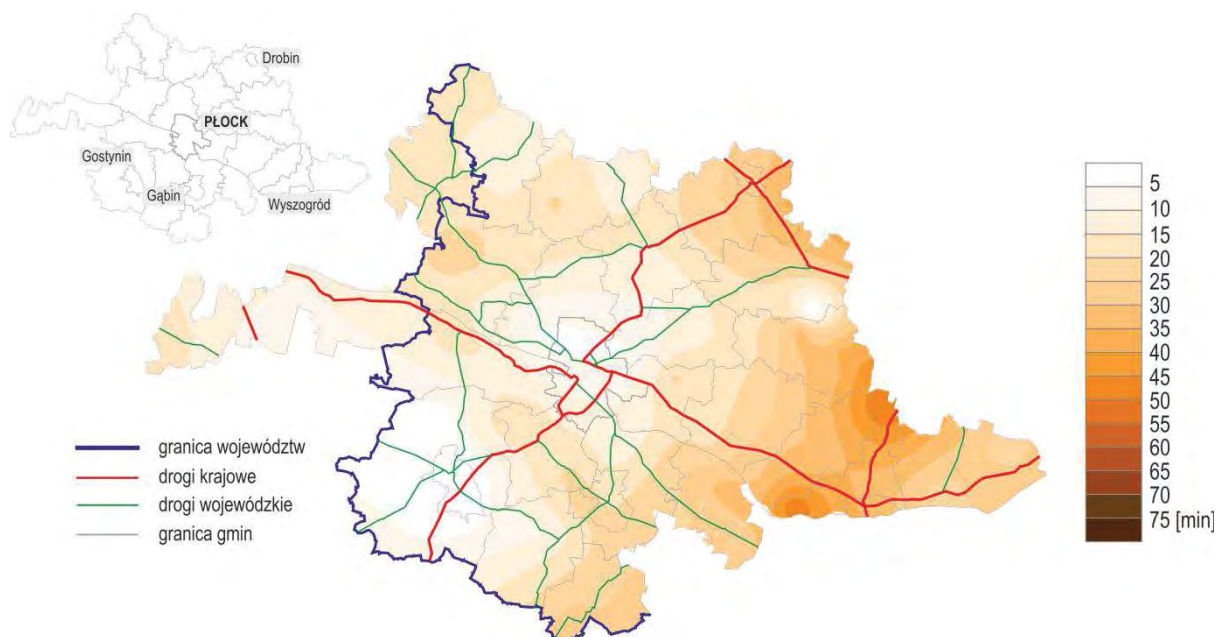 Drobin
PŁOCK
Gostynin
Gąbin
Wyszogród
granica województw
drogi krajowe
drogi wojewódzkie
granica gmin
5
10
15
20
25
30
35
40
45
50
55
60
65
70
75 [min]